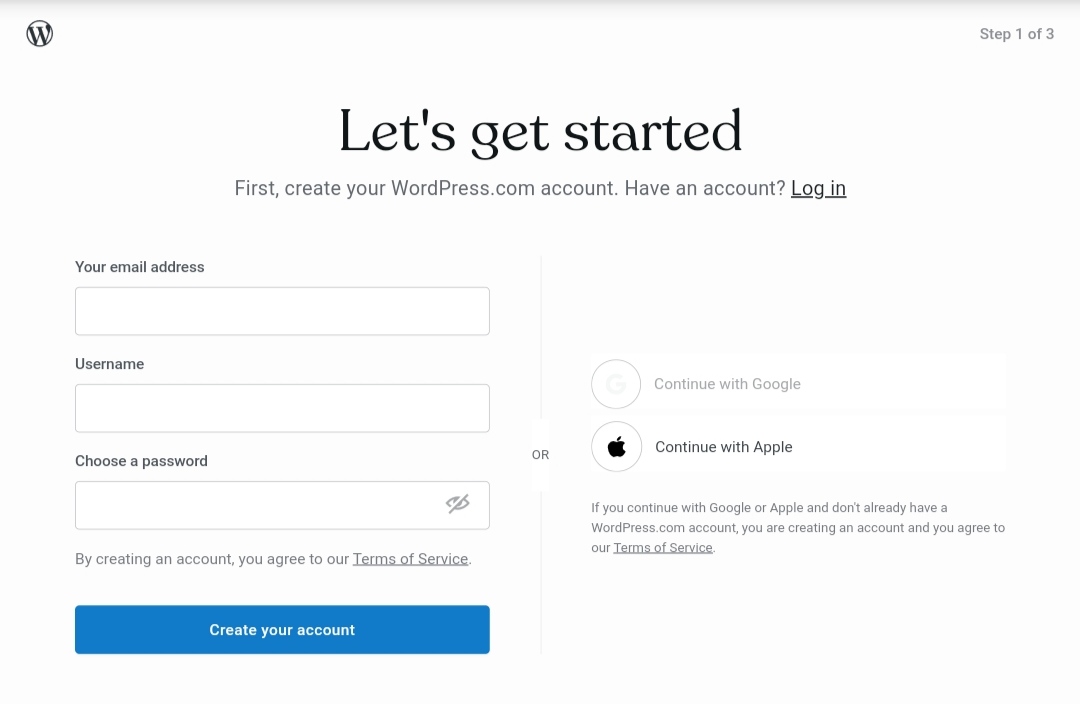 Step 1 of 3
Let's get started
First, create your WordPress.com account. Have an account? Log in
Your email address
Username
Choose a password
By creating an account, you agree to our Terms of Service.
Create your account
OR
Continue with Google
Continue with Apple
If you continue with Google or Apple and don't already have a
WordPress.com account, you are creating an account and you agree to
our Terms of Service.